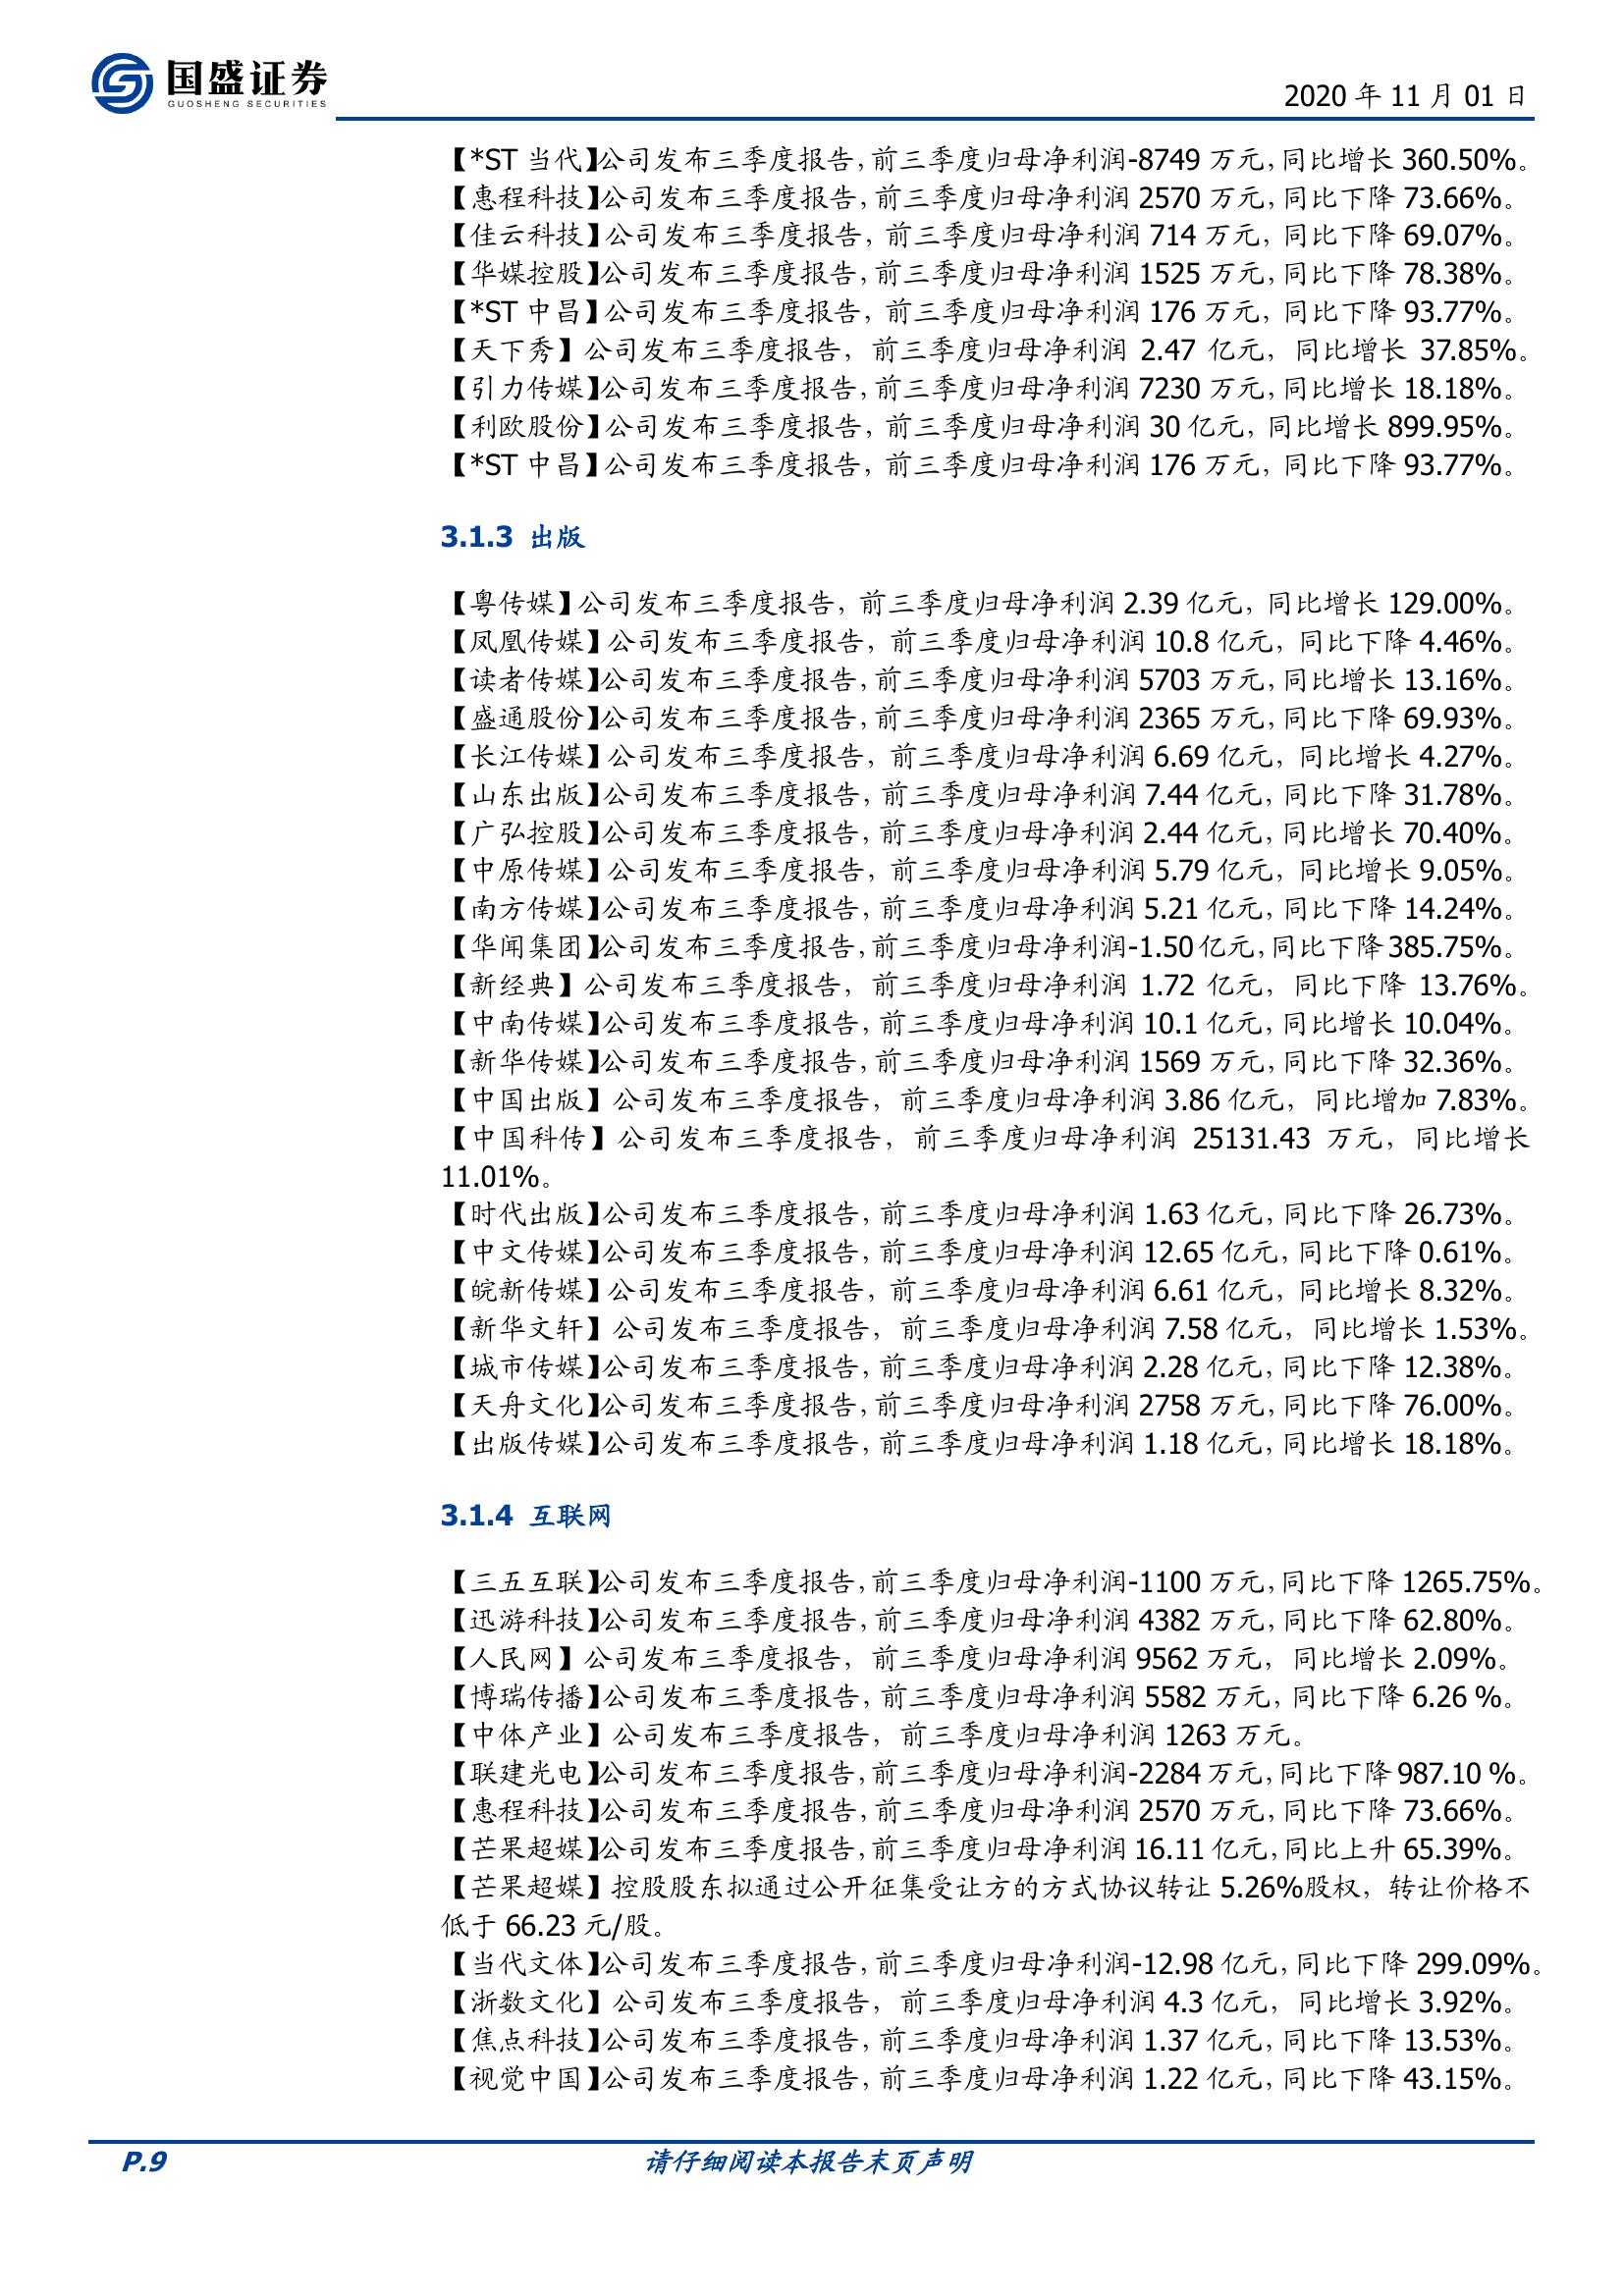 国盛证券
GUOSHENG SECURITIES
2020 年 11 月 01 日
【*ST 当代】公司发布三季度报告，前三季度归母净利润-8749 万元，同比增长 360.50%。
【惠程科技】公司发布三季度报告，前三季度归母净利润 2570 万元，同比下降 73.66%。
【佳云科技】公司发布三季度报告，前三季度归母净利润 714 万元，同比下降 69.07%。
【华媒控股】公司发布三季度报告，前三季度归母净利润 1525 万元，同比下降 78.38%。
【*ST 中昌】公司发布三季度报告，前三季度归母净利润 176 万元，同比下降 93.77%。
【天下秀】公司发布三季度报告，前三季度归母净利润 2.47 亿元，同比增长 37.85%。
【引力传媒】公司发布三季度报告，前三季度归母净利润 7230 万元，同比增长 18.18%。
【利欧股份】公司发布三季度报告，前三季度归母净利润 30 亿元，同比增长 899.95%。
【*ST 中昌】公司发布三季度报告，前三季度归母净利润 176 万元，同比下降 93.77%。
3.1.3 出版
【粤传媒】公司发布三季度报告，前三季度归母净利润 2.39 亿元，同比增长 129.00%。
【凤凰传媒】公司发布三季度报告，前三季度归母净利润 10.8 亿元，同比下降 4.46%。
【读者传媒】公司发布三季度报告，前三季度归母净利润 5703 万元，同比增长 13.16%。
【盛通股份】公司发布三季度报告，前三季度归母净利润 2365 万元，同比下降 69.93%。
【长江传媒】公司发布三季度报告，前三季度归母净利润 6.69 亿元，同比增长 4.27%。
【山东出版】公司发布三季度报告，前三季度归母净利润 7.44 亿元，同比下降 31.78%。
【广弘控股】公司发布三季度报告，前三季度归母净利润 2.44 亿元，同比增长 70.40%。
【中原传媒】公司发布三季度报告，前三季度归母净利润 5.79 亿元，同比增长 9.05%。
【南方传媒】公司发布三季度报告，前三季度归母净利润 5.21 亿元，同比下降 14.24%。
【华闻集团】公司发布三季度报告，前三季度归母净利润-1.50 亿元，同比下降 385.75%。
【新经典】公司发布三季度报告，前三季度归母净利润 1.72 亿元，同比下降 13.76%。
【中南传媒】公司发布三季度报告，前三季度归母净利润 10.1 亿元，同比增长 10.04%。
【新华传媒】公司发布三季度报告，前三季度归母净利润 1569 万元，同比下降 32.36%。
【中国出版】公司发布三季度报告，前三季度归母净利润 3.86 亿元，同比增加 7.83%。
【中国科传】公司发布三季度报告，前三季度归母净利润 25131.43 万元，同比增长
11.01%。
【时代出版】公司发布三季度报告，前三季度归母净利润 1.63 亿元，同比下降 26.73%。
【中文传媒】公司发布三季度报告，前三季度归母净利润 12.65 亿元，同比下降 0.61%。
【皖新传媒】公司发布三季度报告，前三季度归母净利润 6.61 亿元，同比增长 8.32%。
【新华文轩】公司发布三季度报告，前三季度归母净利润 7.58 亿元，同比增长 1.53%。
【城市传媒】公司发布三季度报告，前三季度归母净利润 2.28 亿元，同比下降 12.38%。
【天舟文化】公司发布三季度报告，前三季度归母净利润 2758 万元，同比下降 76.00%。
【出版传媒】公司发布三季度报告，前三季度归母净利润 1.18 亿元，同比增长 18.18%。
3.1.4 互联网
【三五互联】公司发布三季度报告，前三季度归母净利润-1100 万元，同比下降 1265.75%。
【迅游科技】公司发布三季度报告，前三季度归母净利润 4382 万元，同比下降 62.80%。
【人民网】公司发布三季度报告，前三季度归母净利润 9562 万元，同比增长 2.09%。
【博瑞传播】公司发布三季度报告，前三季度归母净利润 5582 万元，同比下降 6.26 %。
【中体产业】公司发布三季度报告，前三季度归母净利润 1263 万元。
【联建光电】公司发布三季度报告，前三季度归母净利润-2284 万元，同比下降 987.10 %。
【惠程科技】公司发布三季度报告，前三季度归母净利润 2570 万元，同比下降 73.66%。
【芒果超媒】公司发布三季度报告，前三季度归母净利润 16.11 亿元，同比上升 65.39%。
【芒果超媒】控股股东拟通过公开征集受让方的方式协议转让 5.26%股权，转让价格不
低于 66.23 元/股。
【当代文体】公司发布三季度报告，前三季度归母净利润-12.98 亿元，同比下降 299.09%。
【浙数文化】公司发布三季度报告，前三季度归母净利润 4.3 亿元，同比增长 3.92%。
【焦点科技】公司发布三季度报告，前三季度归母净利润 1.37 亿元，同比下降 13.53%。
【视觉中国】公司发布三季度报告，前三季度归母净利润 1.22 亿元，同比下降 43.15%。
P.9
请仔细阅读本报告末页声明